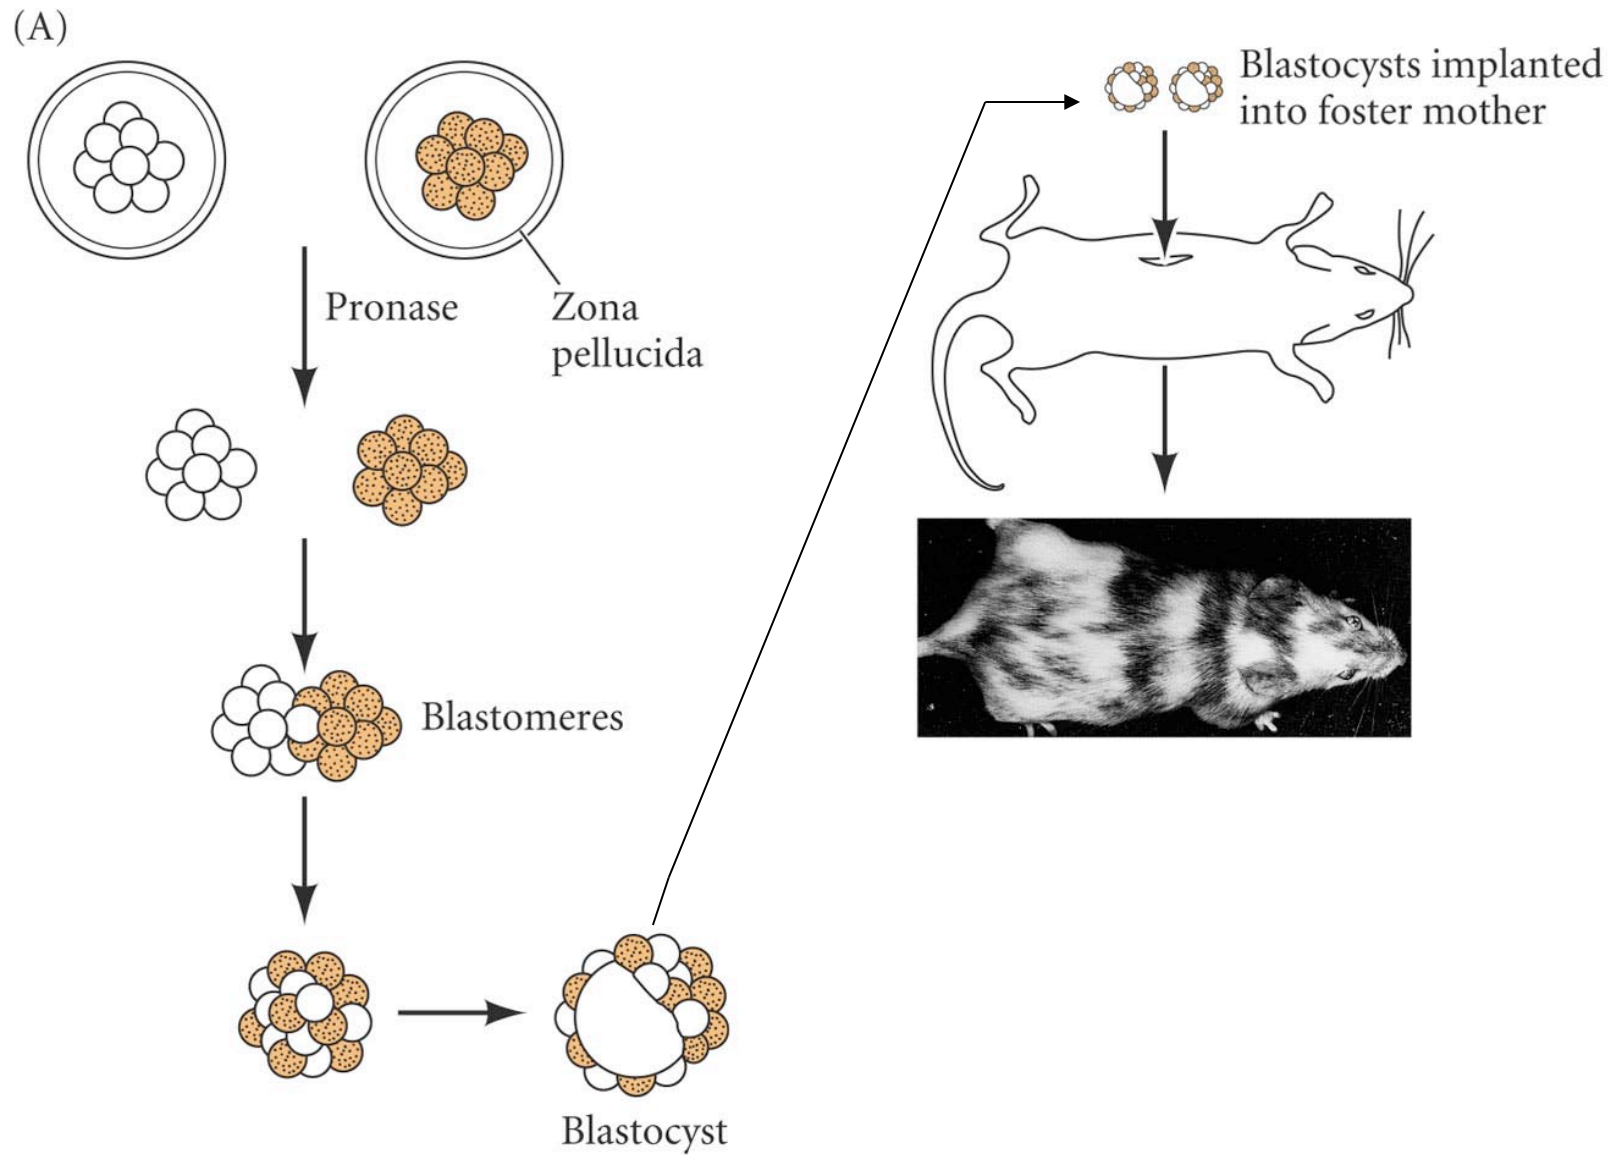 (A)
Pronase
Zona
pellucida
Blastomeres
Blastocyst
Blastocysts implanted
into foster mother